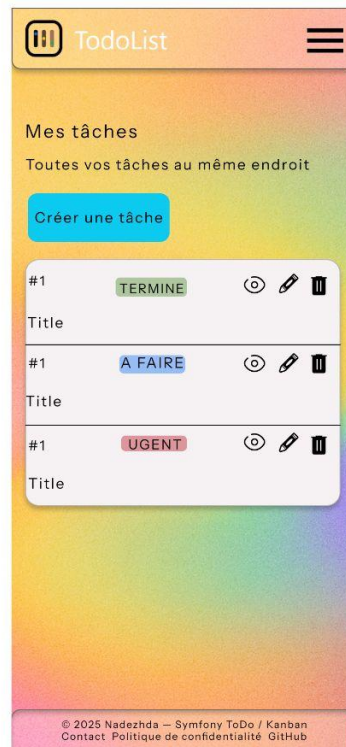 TodoList
Mes tâches
Toutes vos tâches au même endroit
Créer une tâche
#1 TERMINE
Title
#1 A FAIRE
Title
#1 UGENT
Title
© 2025 Nadezhda — Symfony ToDo / Kanban
Contact Politique de confidentialité GitHub